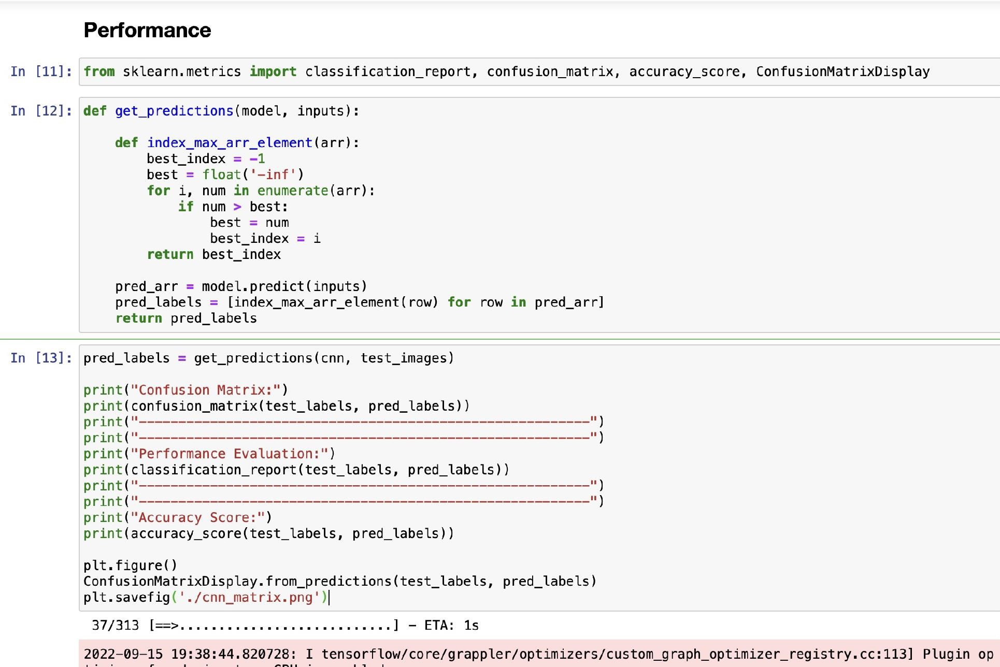 Performance
In [11]: from sklearn.metrics import classification_report, confusion_matrix, accuracy_score, ConfusionMatrixDisplay
In [12]: def get_predictions(model, inputs):
    def index_max_arr_element(arr):
        best_index = -1
        best = float('-inf')
        for i, num in enumerate(arr):
            if num > best:
                best = num
                best_index = i
        return best_index
    pred_arr = model.predict(inputs)
    pred_labels = [index_max_arr_element(row) for row in pred_arr]
    return pred_labels
In [13]: pred_labels = get_predictions(cnn, test_images)
print("Confusion Matrix:")
print(confusion_matrix(test_labels, pred_labels))
print("---------------------------------------------------------")
print("---------------------------------------------------------")
print("Performance Evaluation:")
print(classification_report(test_labels, pred_labels))
print("---------------------------------------------------------")
print("---------------------------------------------------------")
print("Accuracy Score:")
print(accuracy_score(test_labels, pred_labels))
plt.figure()
ConfusionMatrixDisplay.from_predictions(test_labels, pred_labels)
plt.savefig('./cnn_matrix.png')
37/313 [==>...........................] - ETA: 1s
2022-09-15 19:38:44.820728: I tensorflow/core/grappler/optimizers/custom_graph_optimizer_registry.cc:113] Plugin op